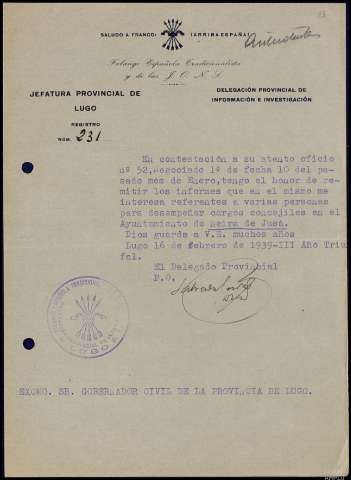 SALUDO A FRANCO: ¡ARRIBA ESPAÑA!
Falange Española Tradicionalista
y de las J. O. N. S.
JEFATURA PROVINCIAL DE
LUGO
DELEGACIÓN PROVINCIAL DE
INFORMACIÓN E INVESTIGACIÓN
REGISTRO
NÚM. 231
En contestación a su atento oficio
nº 52, negociado 1º de fecha 10 del pa-
sado mes de Enero, tengo el honor de re-
mitir los informes que en el mismo me
interesa referentes a varias personas
para desempeñar cargos concejiles en el
Ayuntamiento de Neira de Jusá.
Dios guarde a V.E. muchos años
Lugo 16 de febrero de 1939-III Año Triun
fal.
El Delegado Provincial
P.O.
LUGO
EXCMO. SR. GOBERNADOR CIVIL DE LA PROVINCIA DE LUGO.